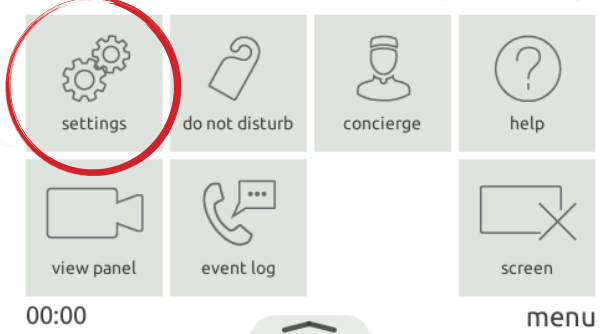 settings
do not disturb
concierge
help
view panel
event log
screen
00:00
menu